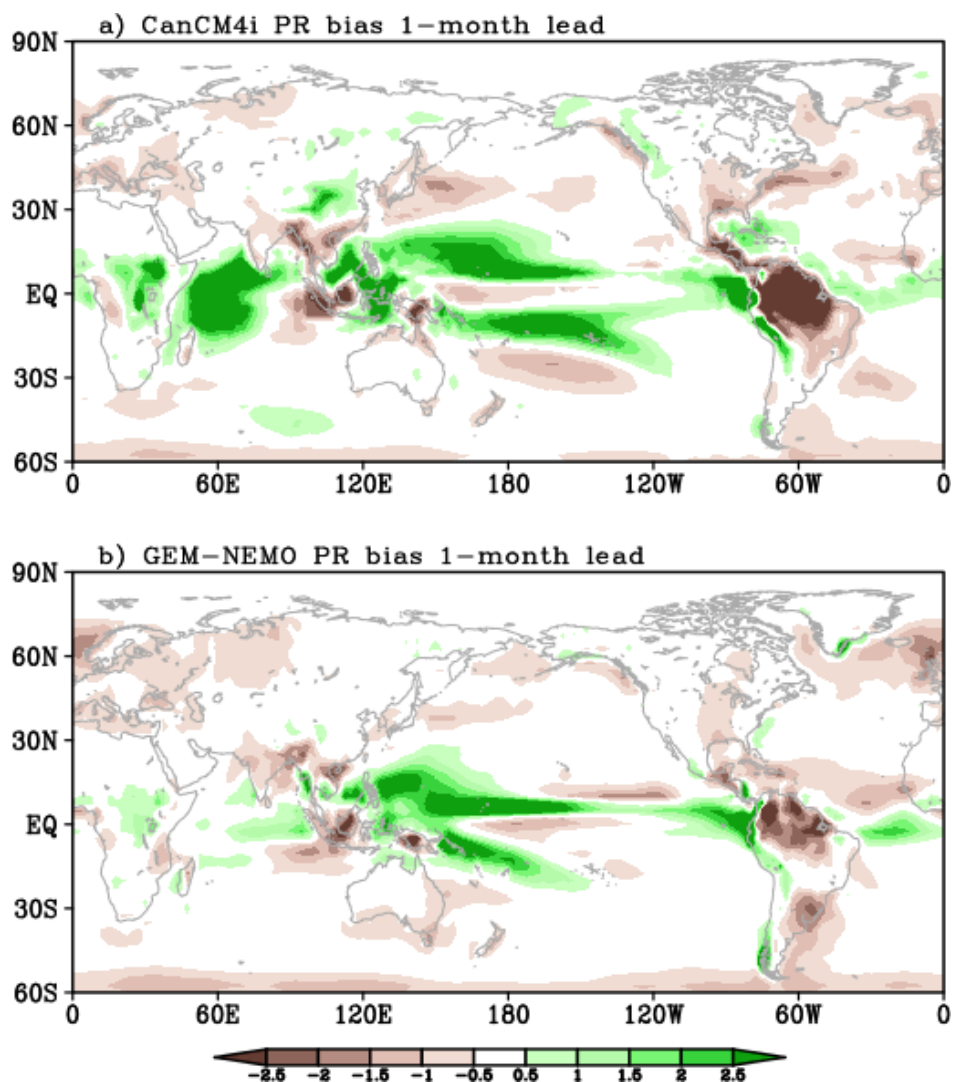 a) CanCM4i PR bias 1-month lead
90N
60N
30N
EQ
30S
60S
0 60E 120E 180 120W 60W 0
b) GEM-NEMO PR bias 1-month lead
90N
60N
30N
EQ
30S
60S
0 60E 120E 180 120W 60W 0
-2.5 -2 -1.5 -1 -0.5 0.5 1 1.5 2 2.5